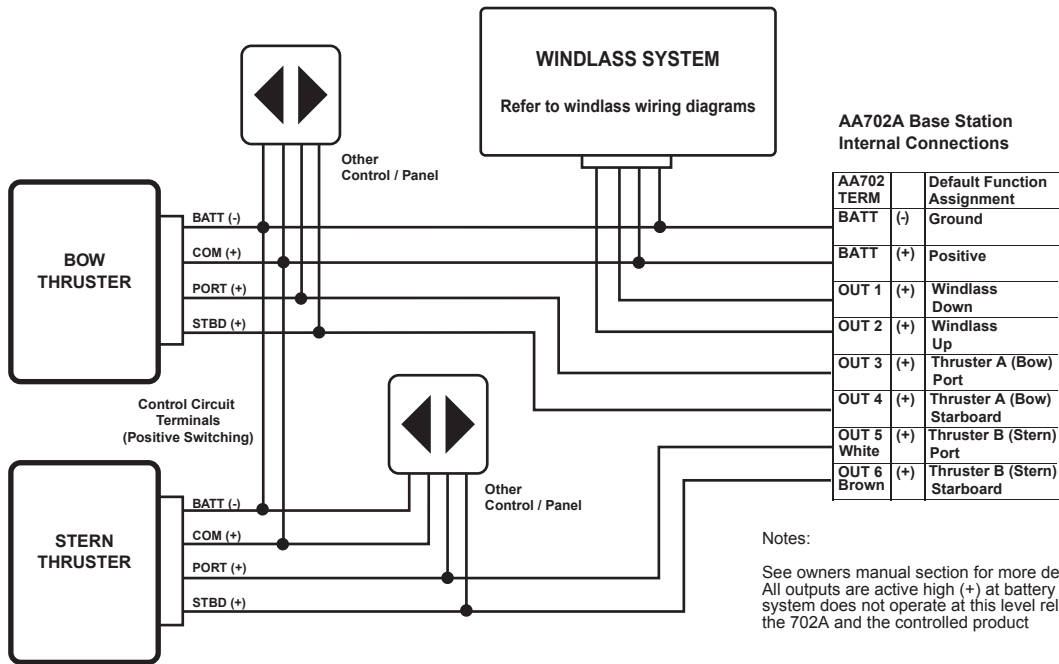 WINDLASS SYSTEM
Refer to windlass wiring diagrams
Other
Control / Panel
BOW
THRUSTER
BATT (-)
COM (+)
PORT (+)
STBD (+)
Control Circuit
Terminals
(Positive Switching)
STERN
THRUSTER
BATT (-)
COM (+)
PORT (+)
STBD (+)
Other
Control / Panel
AA702A Base Station
Internal Connections
AA702 Default Function
TERM Assignment
BATT (-) Ground
BATT (+) Positive
OUT 1 (+) Windlass
Down
OUT 2 (+) Windlass
Up
OUT 3 (+) Thruster A (Bow)
Port
OUT 4 (+) Thruster A (Bow)
Starboard
OUT 5 (+) Thruster B (Stern)
White Port
OUT 6 (+) Thruster B (Stern)
Brown Starboard
Notes:
See owners manual section for more
All outputs are active high (+) at battery
system does not operate at this level
the 702A and the controlled product